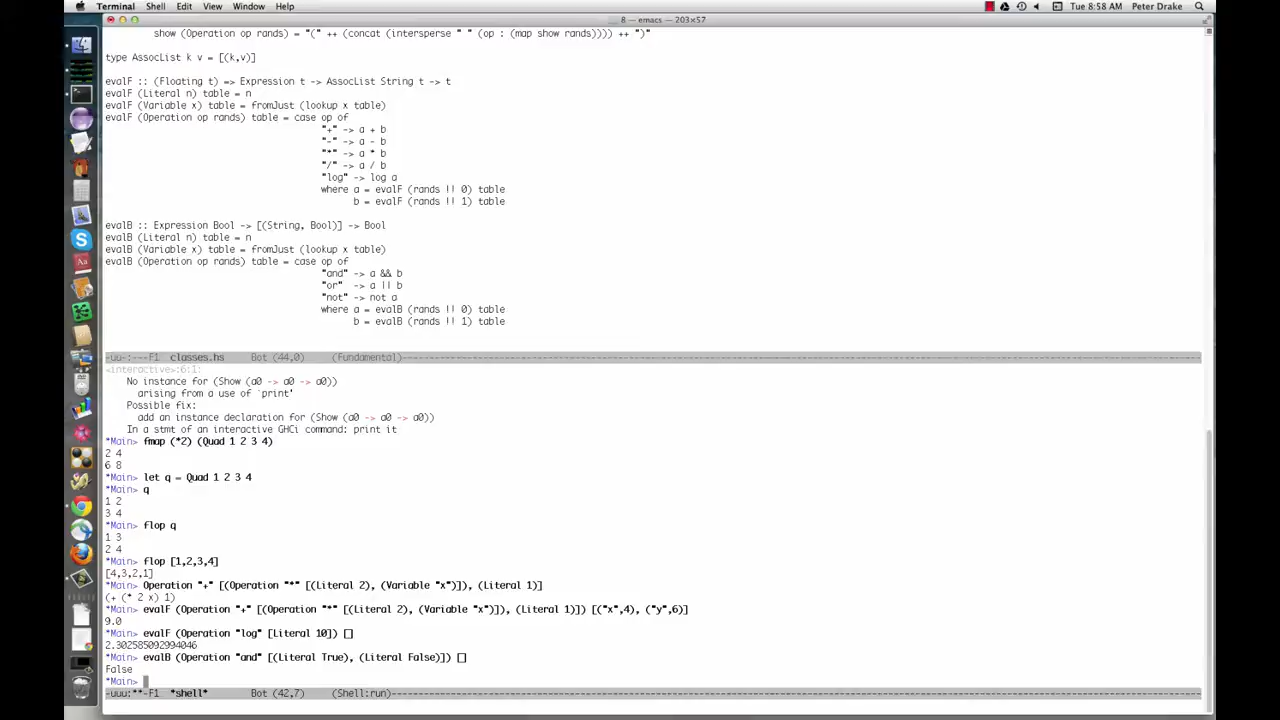 Terminal Shell Edit View Window Help Tue 8:58 AM Peter Drake
8 — emacs — 203×57
show (Operation op rands) = "(" ++ (concat (intersperse " " (op : (map show rands)))) ++ ")"
type AssocList k v = [(k,v)]
evalF :: (Floating t) => Expression t -> AssocList String t -> t
evalF (Literal n) table = n
evalF (Variable x) table = fromJust (lookup x table)
evalF (Operation op rands) table = case op of
"+" -> a + b
"-" -> a - b
"*" -> a * b
"/" -> a / b
"log" -> log a
where a = evalF (rands !! 0) table
b = evalF (rands !! 1) table
evalB :: Expression Bool -> [(String, Bool)] -> Bool
evalB (Literal n) table = n
evalB (Variable x) table = fromJust (lookup x table)
evalB (Operation op rands) table = case op of
"and" -> a && b
"or" -> a || b
"not" -> not a
where a = evalB (rands !! 0) table
b = evalB (rands !! 1) table
-uu-:---F1 classes.hs Bot (44,0) (Fundamental)
<interactive>:6:1:
No instance for (Show (a0 -> a0 -> a0))
arising from a use of `print'
Possible fix:
add an instance declaration for (Show (a0 -> a0 -> a0))
In a stmt of an interactive GHCi command: print it
*Main> fmap (*2) (Quad 1 2 3 4)
2 4
6 8
*Main> let q = Quad 1 2 3 4
*Main> q
1 2
3 4
*Main> flop q
1 3
2 4
*Main> flop [1,2,3,4]
[4,3,2,1]
*Main> Operation "+" [(Operation "*" [(Literal 2), (Variable "x")]), (Literal 1)]
(+ (* 2 x) 1)
*Main> evalF (Operation "+" [(Operation "*" [(Literal 2), (Variable "x")]), (Literal 1)]) [("x",4), ("y",6)]
9.0
*Main> evalF (Operation "log" [Literal 10]) []
2.302585092994046
*Main> evalB (Operation "and" [(Literal True), (Literal False)]) []
False
*Main>
-uuu:**-F1 *shell* Bot (42,7) (Shell:run)